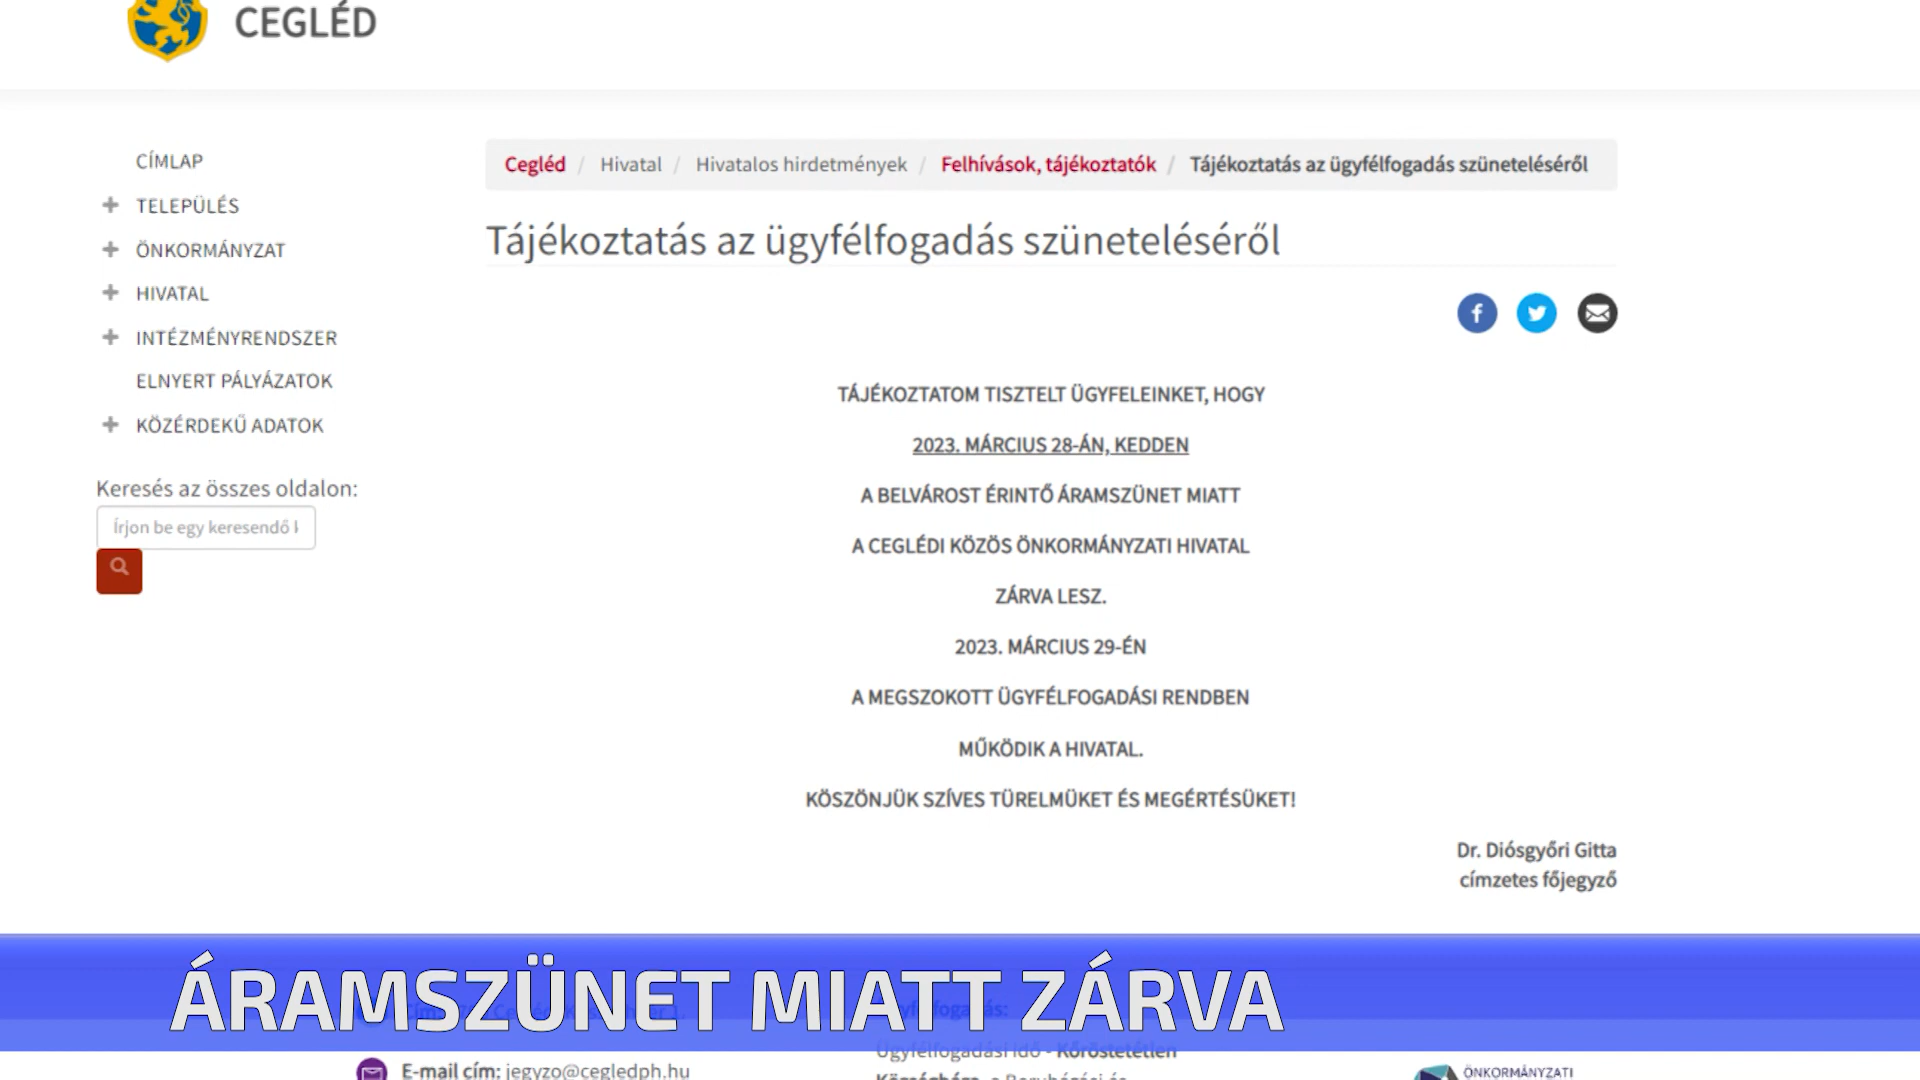 CEGLÉD
CÍMLAP
TELEPÜLÉS
ÖNKORMÁNYZAT
HIVATAL
INTÉZMÉNYRENDSZER
ELNYERT PÁLYÁZATOK
KÖZÉRDEKŰ ADATOK
Keresés az összes oldalon:
Írjon be egy keresendő
Cegléd / Hivatal / Hivatalos hirdetmények / Felhívások, tájékoztatók / Tájékoztatás az ügyfélfogadás szüneteléséről
Tájékoztatás az ügyfélfogadás szüneteléséről
TÁJÉKOZTATOM TISZTELT ÜGYFELEINKET, HOGY
2023. MÁRCIUS 28-ÁN, KEDDEN
A BELVÁROST ÉRINTŐ ÁRAMSZÜNET MIATT
A CEGLÉDI KÖZÖS ÖNKORMÁNYZATI HIVATAL
ZÁRVA LESZ.
2023. MÁRCIUS 29-ÉN
A MEGSZOKOTT ÜGYFÉLFOGADÁSI RENDBEN
MŰKÖDIK A HIVATAL.
KÖSZÖNJÜK SZÍVES TÜRELMÜKET ÉS MEGÉRTÉSÜKET!
Dr. Diósgyőri Gitta
címzetes főjegyző
ÁRAMSZÜNET MIATT ZÁRVA
Ügyfélfogadási idő - Kőröstetétlen
E-mail cím: jegyzo@cegledph.hu
ÖNKORMÁNYZATI